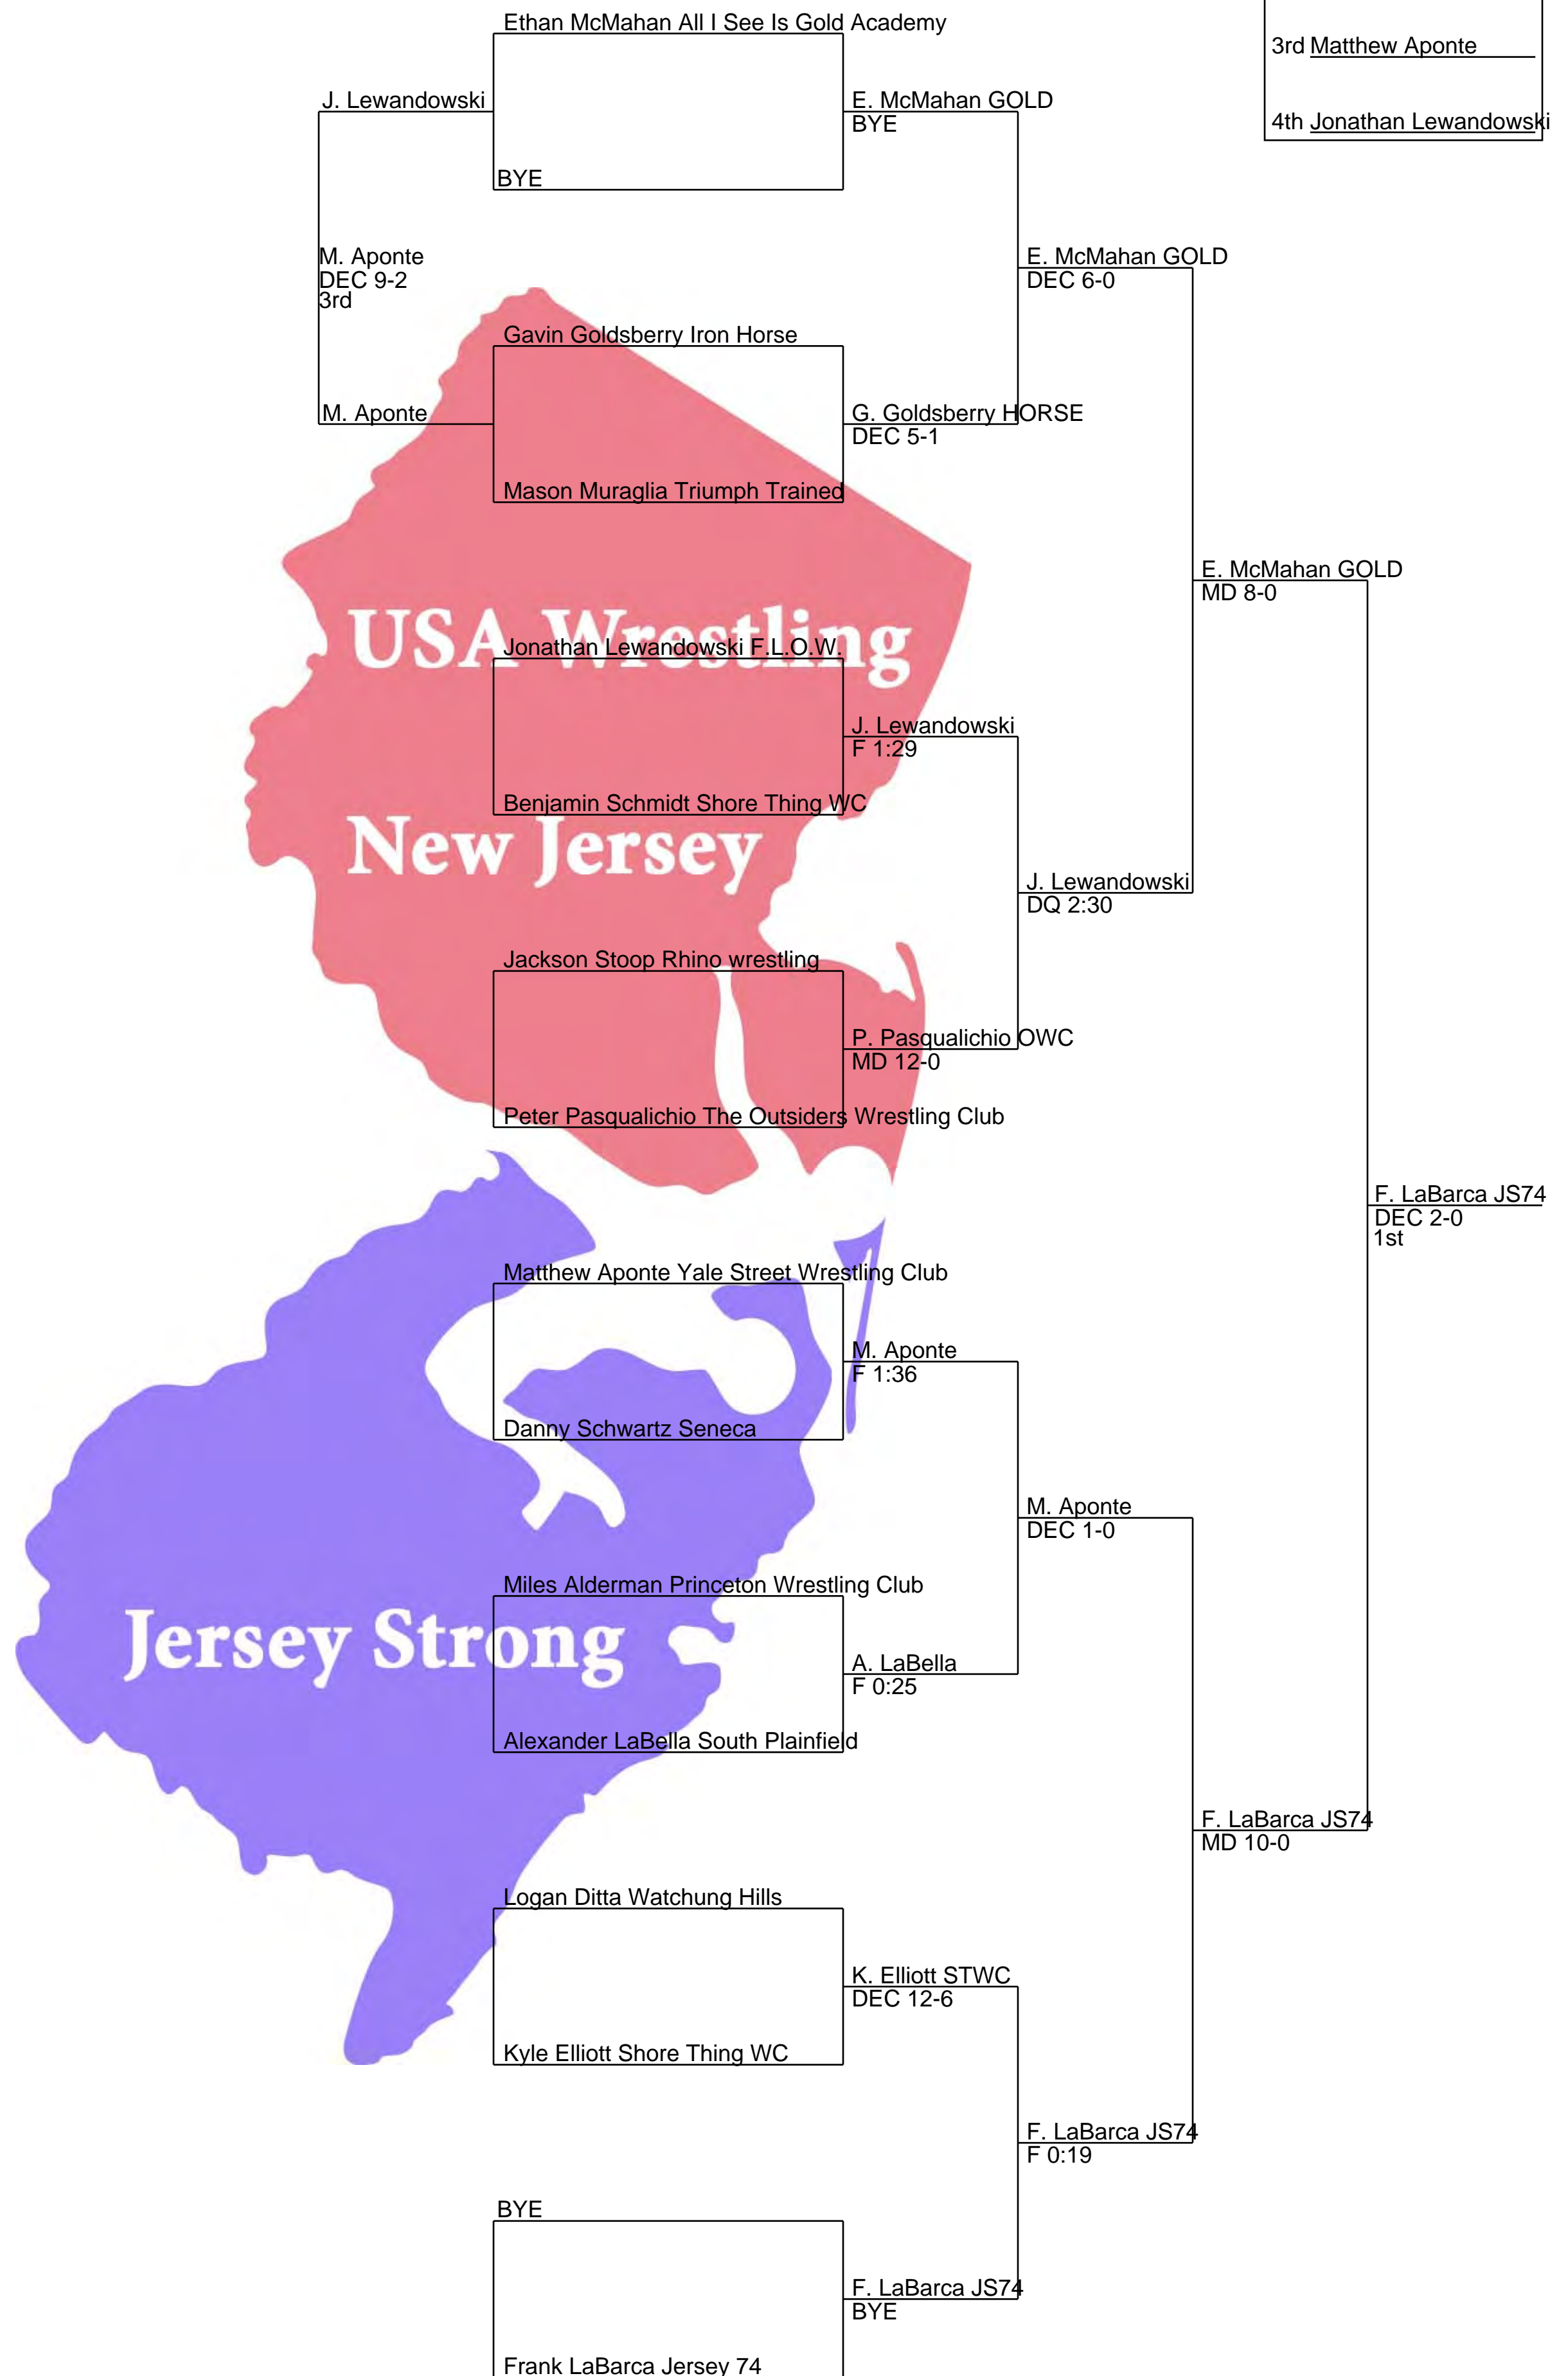 Ethan McMahan All I See Is Gold Academy
3rd Matthew Aponte
J. Lewandowski
E. McMahan GOLD
BYE
4th Jonathan Lewandowski
BYE
M. Aponte
DEC 9-2
3rd
E. McMahan GOLD
DEC 6-0
Gavin Goldsberry Iron Horse
M. Aponte
G. Goldsberry HORSE
DEC 5-1
Mason Muraglia Triumph Trained
E. McMahan GOLD
MD 8-0
USA Wrestling
Jonathan Lewandowski F.L.O.W.
J. Lewandowski
F 1:29
Benjamin Schmidt Shore Thing WC
New Jersey
J. Lewandowski
DQ 2:30
Jackson Stoop Rhino wrestling
P. Pasqualichio OWC
MD 12-0
Peter Pasqualichio The Outsiders Wrestling Club
F. LaBarca JS74
DEC 2-0
1st
Matthew Aponte Yale Street Wrestling Club
M. Aponte
F 1:36
Danny Schwartz Seneca
M. Aponte
DEC 1-0
Miles Alderman Princeton Wrestling Club
Jersey Strong
A. LaBella
F 0:25
Alexander LaBella South Plainfield
F. LaBarca JS74
MD 10-0
Logan Ditta Watchung Hills
K. Elliott STWC
DEC 12-6
Kyle Elliott Shore Thing WC
F. LaBarca JS74
F 0:19
BYE
F. LaBarca JS74
BYE
Frank LaBarca Jersey 74